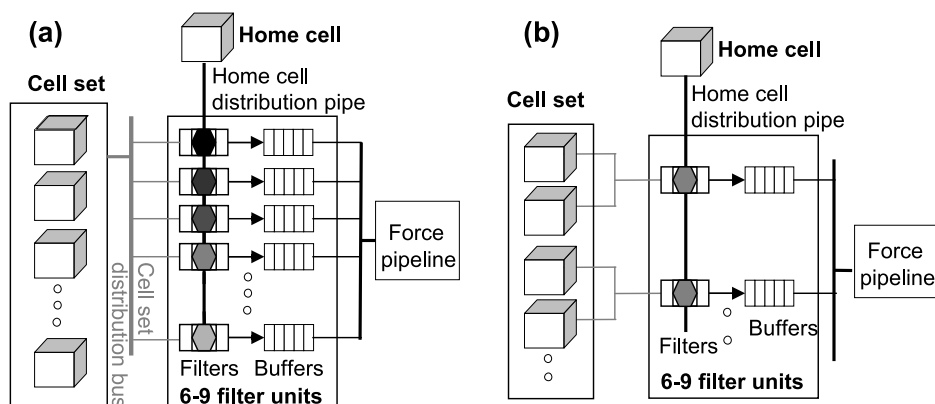 (a)
Home cell
Cell set
Home cell
distribution pipe
Cell set
distribution bus
Force
pipeline
Filters
Buffers
6-9 filter units
(b)
Home cell
Cell set
Home cell
distribution pipe
Force
pipeline
Buffers
Filters
6-9 filter units